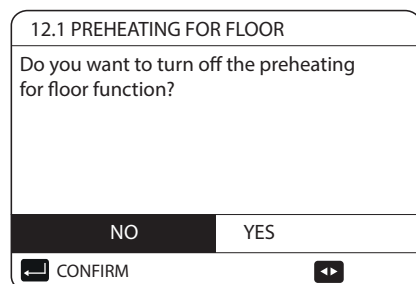 12.1 PREHEATING FOR FLOOR
Do you want to turn off the preheating
for floor function?
NO YES
CONFIRM